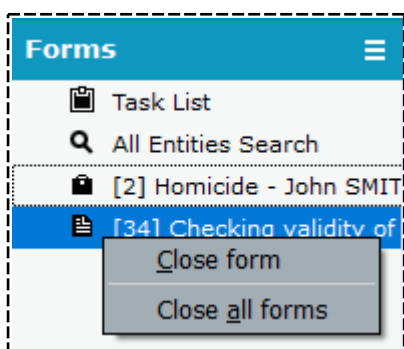 Forms
Task List
All Entities Search
[2] Homicide - John SMIT
[34] Checking validity of
Close form
Close all forms